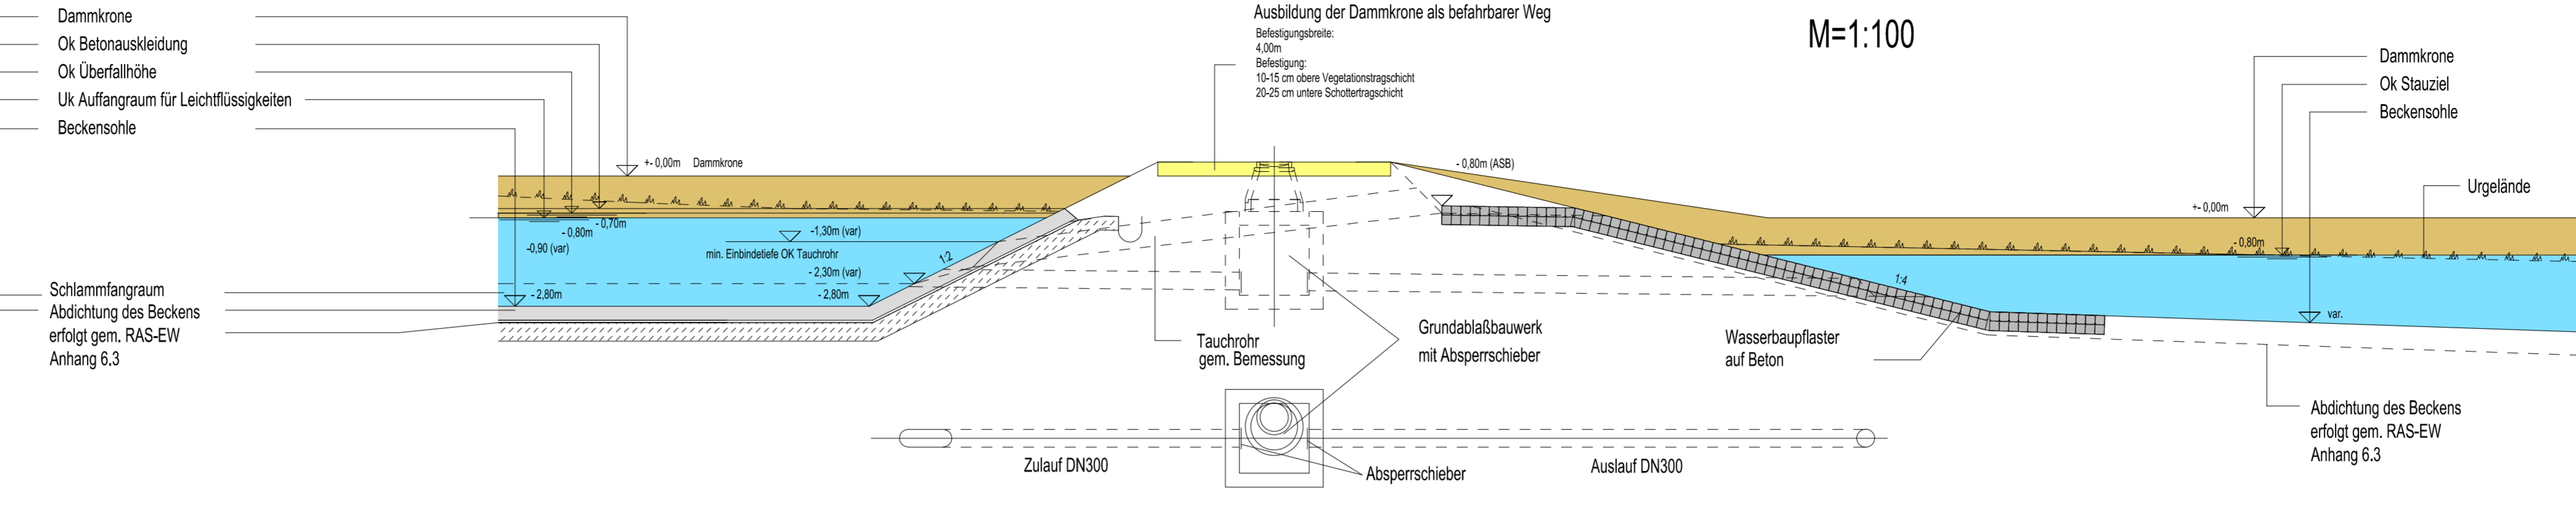 Dammkrone
Ok Betonauskleidung
Ok Überfallhöhe
Uk Auffangraum für Leichtflüssigkeiten
Beckensohle
+- 0,00m Dammkrone
- 0,70m
- 0,80m
-0,90 (var)
-1,30m (var)
min. Einbindetiefe OK Tauchrohr
- 2,30m (var)
- 2,80m
- 2,80m
1:2
Schlammfangraum
Abdichtung des Beckens
erfolgt gem. RAS-EW
Anhang 6.3
Ausbildung der Dammkrone als befahrbarer Weg
Befestigungsbreite:
4,00m
Befestigung:
10-15 cm obere Vegetationstragschicht
20-25 cm untere Schottertragschicht
M=1:100
- 0,80m (ASB)
Tauchrohr
gem. Bemessung
Grundablaßbauwerk
mit Absperrschieber
Wasserbaupflaster
auf Beton
1:4
Zulauf DN300
Absperrschieber
Auslauf DN300
Dammkrone
Ok Stauziel
Beckensohle
Urgelände
+- 0,00m
- 0,80m
var.
Abdichtung des Beckens
erfolgt gem. RAS-EW
Anhang 6.3